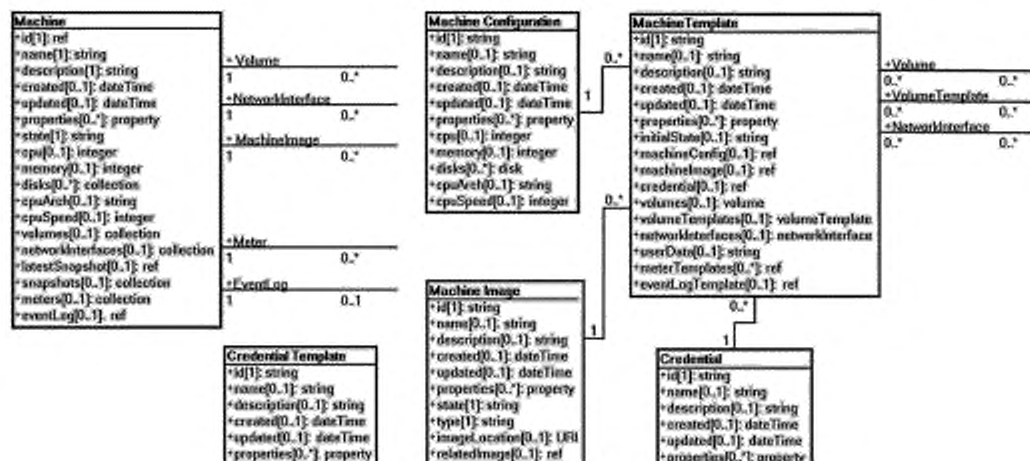 Machine
+id[1]: ref
+name[1]: string
+description[1]: string
+created[0..1]: dateTime
+updated[0..1]: dateTime
+properties[0..*]: property
+state[1]: string
+cpu[0..1]: integer
+memory[0..1]: integer
+disks[0..*]: collection
+cpuArch[0..1]: string
+cpuSpeed[0..1]: integer
+volumes[0..1]: collection
+networkInterfaces[0..1]: collection
+latestSnapshot[0..1]: ref
+snapshots[0..1]: collection
+meters[0..1]: collection
+eventLog[0..1]: ref
+ Volume
1 0..*
+NetworkInterface
1 0..*
+ MachineImage
1 0..*
+Meter
1 0..*
+EventLog
1 0..1
Credential Template
+id[1]: string
+name[0..1]: string
+description[0..1]: string
+created[0..1]: dateTime
+updated[0..1]: dateTime
+properties[0..*]: property
Machine Configuration
+id[1]: string
+name[0..1]: string
+description[0..1]: string
+created[0..1]: dateTime
+updated[0..1]: dateTime
+properties[0..*]: property
+cpu[0..1]: integer
+memory[0..1]: integer
+disks[0..*]: disk
+cpuArch[0..1]: string
+cpuSpeed[0..1]: integer
1
0..*
Machine Image
+id[1]: string
+name[0..1]: string
+description[0..1]: string
+created[0..1]: dateTime
+updated[0..1]: dateTime
+properties[0..*]: property
+state[1]: string
+type[1]: string
+imageLocation[0..1]: URI
+relatedImage[0..1]: ref
1
0..*
MachineTemplate
+id[1]: string
+name[0..1]: string
+description[0..1]: string
+created[0..1]: dateTime
+updated[0..1]: dateTime
+properties[0..*]: property
+initialState[0..1]: string
+machineConfig[0..1]: ref
+machineImage[0..1]: ref
+credential[0..1]: ref
+volumes[0..1]: volume
+volumeTemplates[0..1]: volumeTemplate
+networkInterfaces[0..1]: networkInterface
+userData[0..1]: string
+meterTemplates[0..*]: ref
+eventLogTemplate[0..1]: ref
+Volume
0..* 0..*
+VolumeTemplate
0..* 0..*
+NetworkInterface
0..* 0..*
0..*
1
Credential
+id[1]: string
+name[0..1]: string
+description[0..1]: string
+created[0..1]: dateTime
+updated[0..1]: dateTime
+properties[0..*]: property